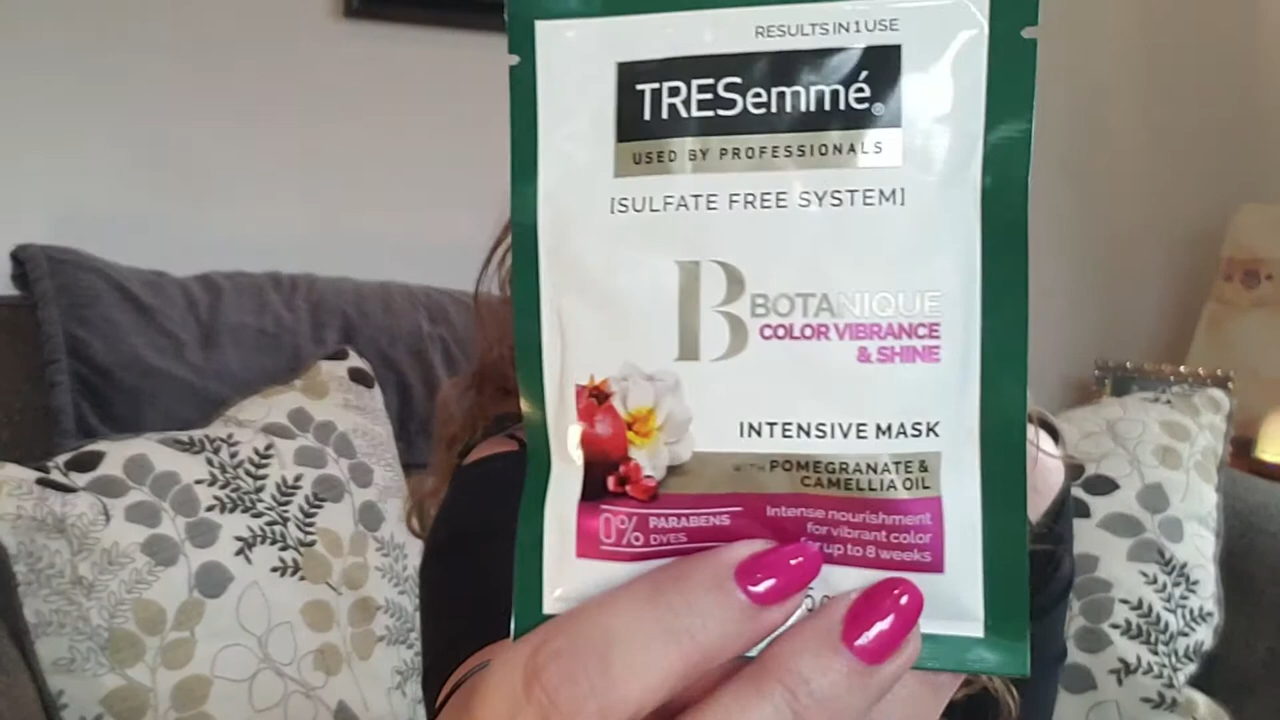 RESULTS IN 1 USE
TRESemmé®
USED BY PROFESSIONALS
[SULFATE FREE SYSTEM]
B BOTANIQUE
COLOR VIBRANCE
& SHINE
INTENSIVE MASK
WITH POMEGRANATE &
CAMELLIA OIL
0% PARABENS
DYES
Intense nourishment
for vibrant color
for up to 8 weeks